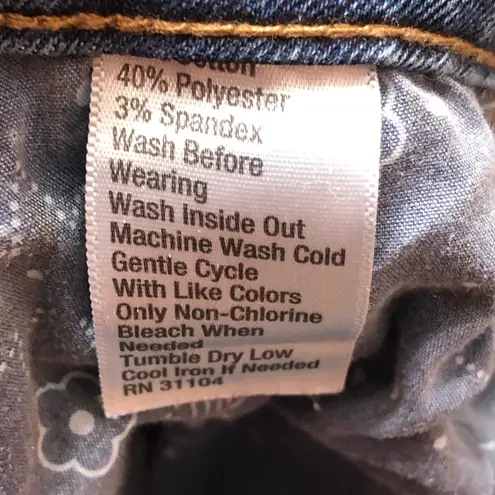 Cotton
40% Polyester
3% Spandex
Wash Before
Wearing
Wash Inside Out
Machine Wash Cold
Gentle Cycle
With Like Colors
Only Non-Chlorine
Bleach When
Needed
Tumble Dry Low
Cool Iron If Needed
RN 31104